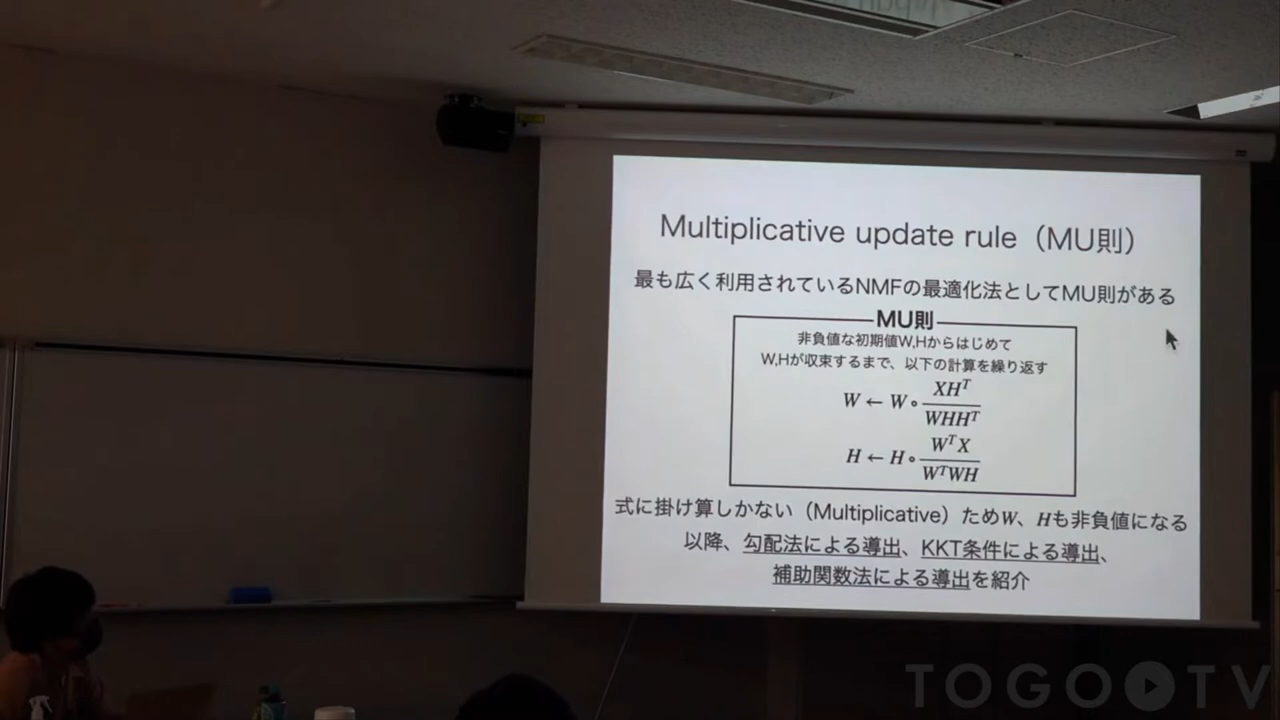 Multiplicative update rule（MU則）
最も広く利用されているNMFの最適化法としてMU則がある
MU則
非負値な初期値W,Hからはじめて
W,Hが収束するまで、以下の計算を繰り返す
W ← W∘ XHᵀ / WHHᵀ
H ← H∘ WᵀX / WᵀWH
式に掛け算しかない（Multiplicative）ためW、Hも非負値になる
以降、勾配法による導出、KKT条件による導出、
補助関数法による導出を紹介
TOGO TV